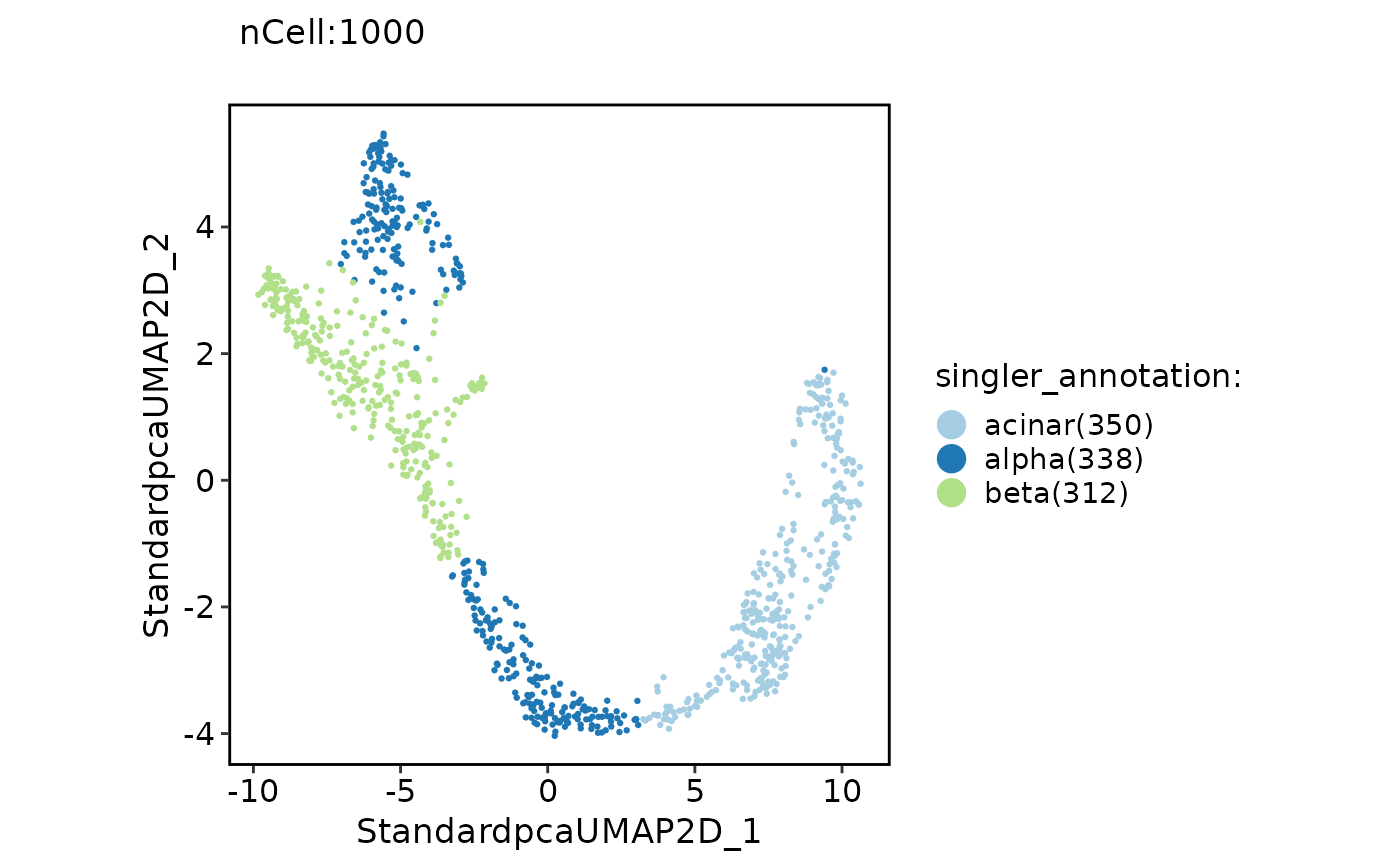 nCell:1000
StandardpcaUMAP2D_2
4
2
0
-2
-4
-10
-5
0
5
10
StandardpcaUMAP2D_1
singler_annotation:
acinar(350)
alpha(338)
beta(312)